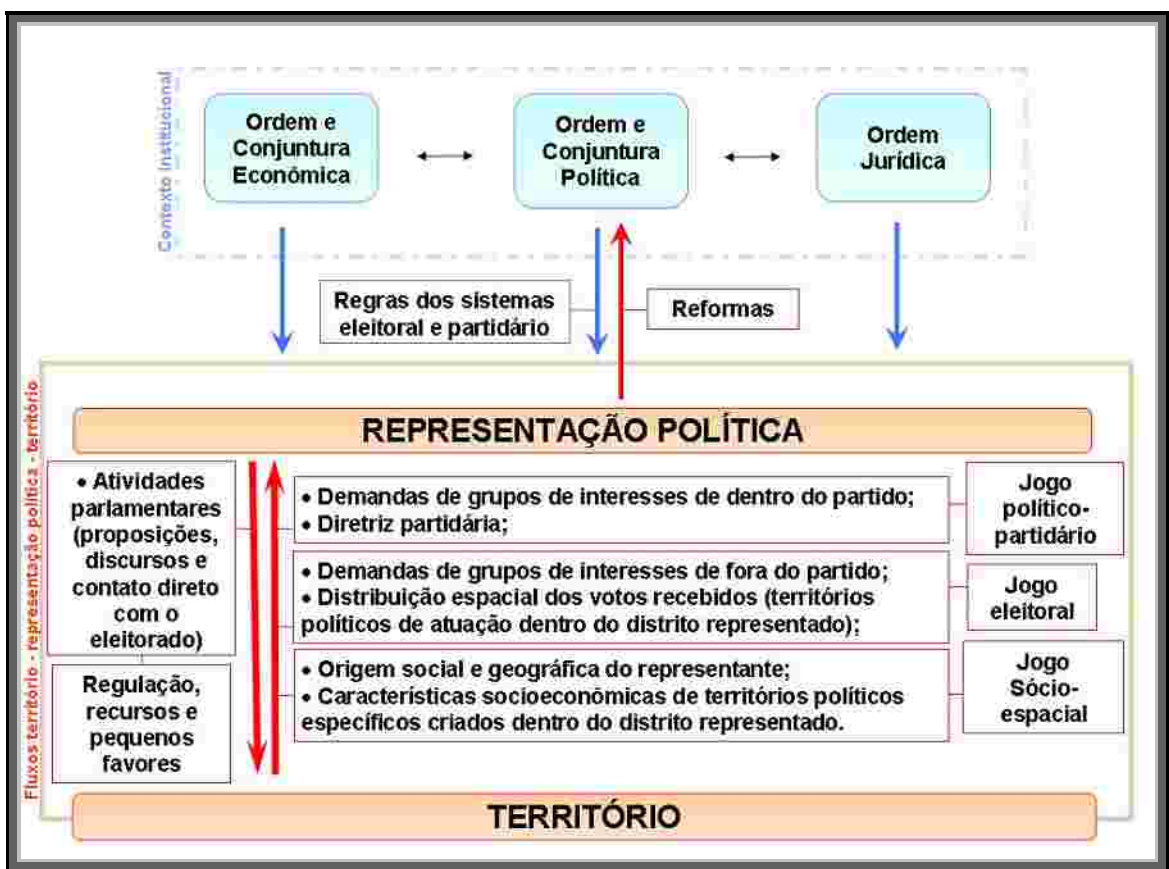 Contexto Institucional
Ordem e
Conjuntura
Econômica
Ordem e
Conjuntura
Política
Ordem
Jurídica
Regras dos sistemas
eleitoral e partidário
Reformas
Fluxos território - representação política - território
REPRESENTAÇÃO POLÍTICA
• Atividades
parlamentares
(proposições,
discursos e
contato direto
com o
eleitorado)
Regulação,
recursos e
pequenos
favores
• Demandas de grupos de interesses de dentro do partido;
• Diretriz partidária;
Jogo
político-
partidário
• Demandas de grupos de interesses de fora do partido;
• Distribuição espacial dos votos recebidos (territórios
políticos de atuação dentro do distrito representado);
Jogo
eleitoral
• Origem social e geográfica do representante;
• Características socioeconômicas de territórios políticos
específicos criados dentro do distrito representado.
Jogo
Sócio-
espacial
TERRITÓRIO